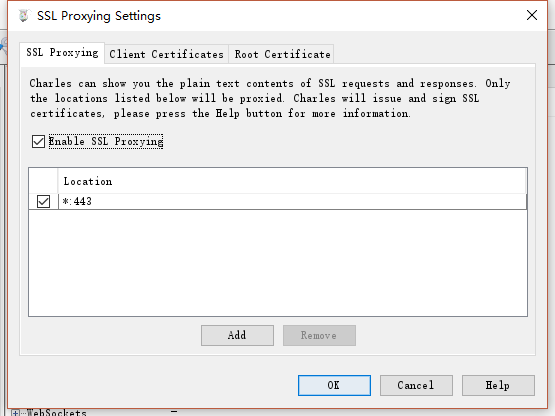 SSL Proxying Settings
SSL Proxying
Client Certificates
Root Certificate
Charles can show you the plain text contents of SSL requests and responses. Only
the locations listed below will be proxied. Charles will issue and sign SSL
certificates, please press the Help button for more information.
Enable SSL Proxying
Location
*:443
Add
Remove
OK
Cancel
Help
WebSockets